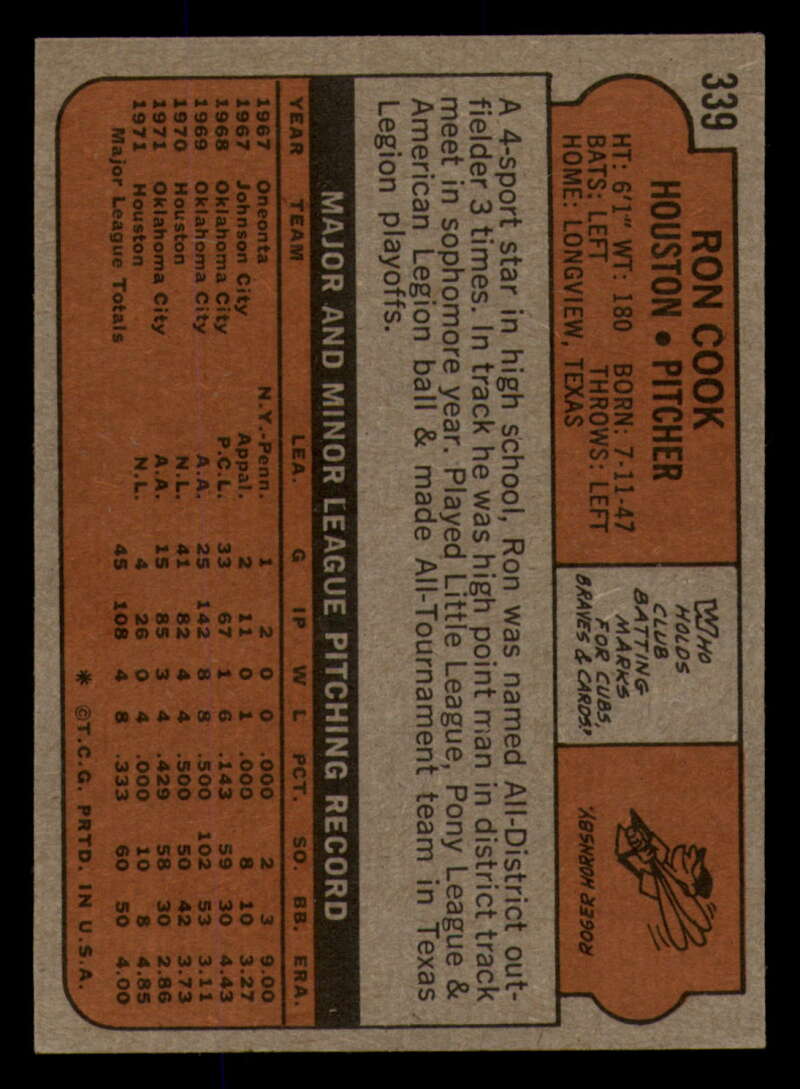 339
RON COOK
HOUSTON • PITCHER
HT: 6'1" WT: 180 BORN: 7-11-47
BATS: LEFT THROWS: LEFT
HOME: LONGVIEW, TEXAS
WHO
HOLDS
CLUB
BATTING
MARKS
FOR CUBS,
BRAVES & CARDS?
ROGER HORNSBY.
A 4-sport star in high school, Ron was named All-District out-
fielder 3 times. In track he was high point man in district track
meet in sophomore year. Played Little League, Pony League &
American Legion ball & made All-Tournament team in Texas
Legion playoffs.
MAJOR AND MINOR LEAGUE PITCHING RECORD
YEAR TEAM LEA. G IP W L PCT. SO. BB. ERA.
1967 Oneonta N.Y.-Penn. 1 2 0 0 .000 2 3 9.00
1967 Johnson City Appal. 2 11 0 1 .000 8 10 3.27
1968 Oklahoma City P.C.L. 33 67 1 6 .143 59 30 4.43
1969 Oklahoma City A.A. 25 142 8 8 .500 102 53 3.11
1970 Houston N.L. 41 82 4 4 .500 50 42 3.73
1971 Oklahoma City A.A. 15 85 3 4 .429 58 30 2.86
1971 Houston N.L. 4 26 0 4 .000 10 8 4.85
Major League Totals 45 108 4 8 .333 60 50 4.00
* ©T.C.G. PRTD. IN U.S.A.